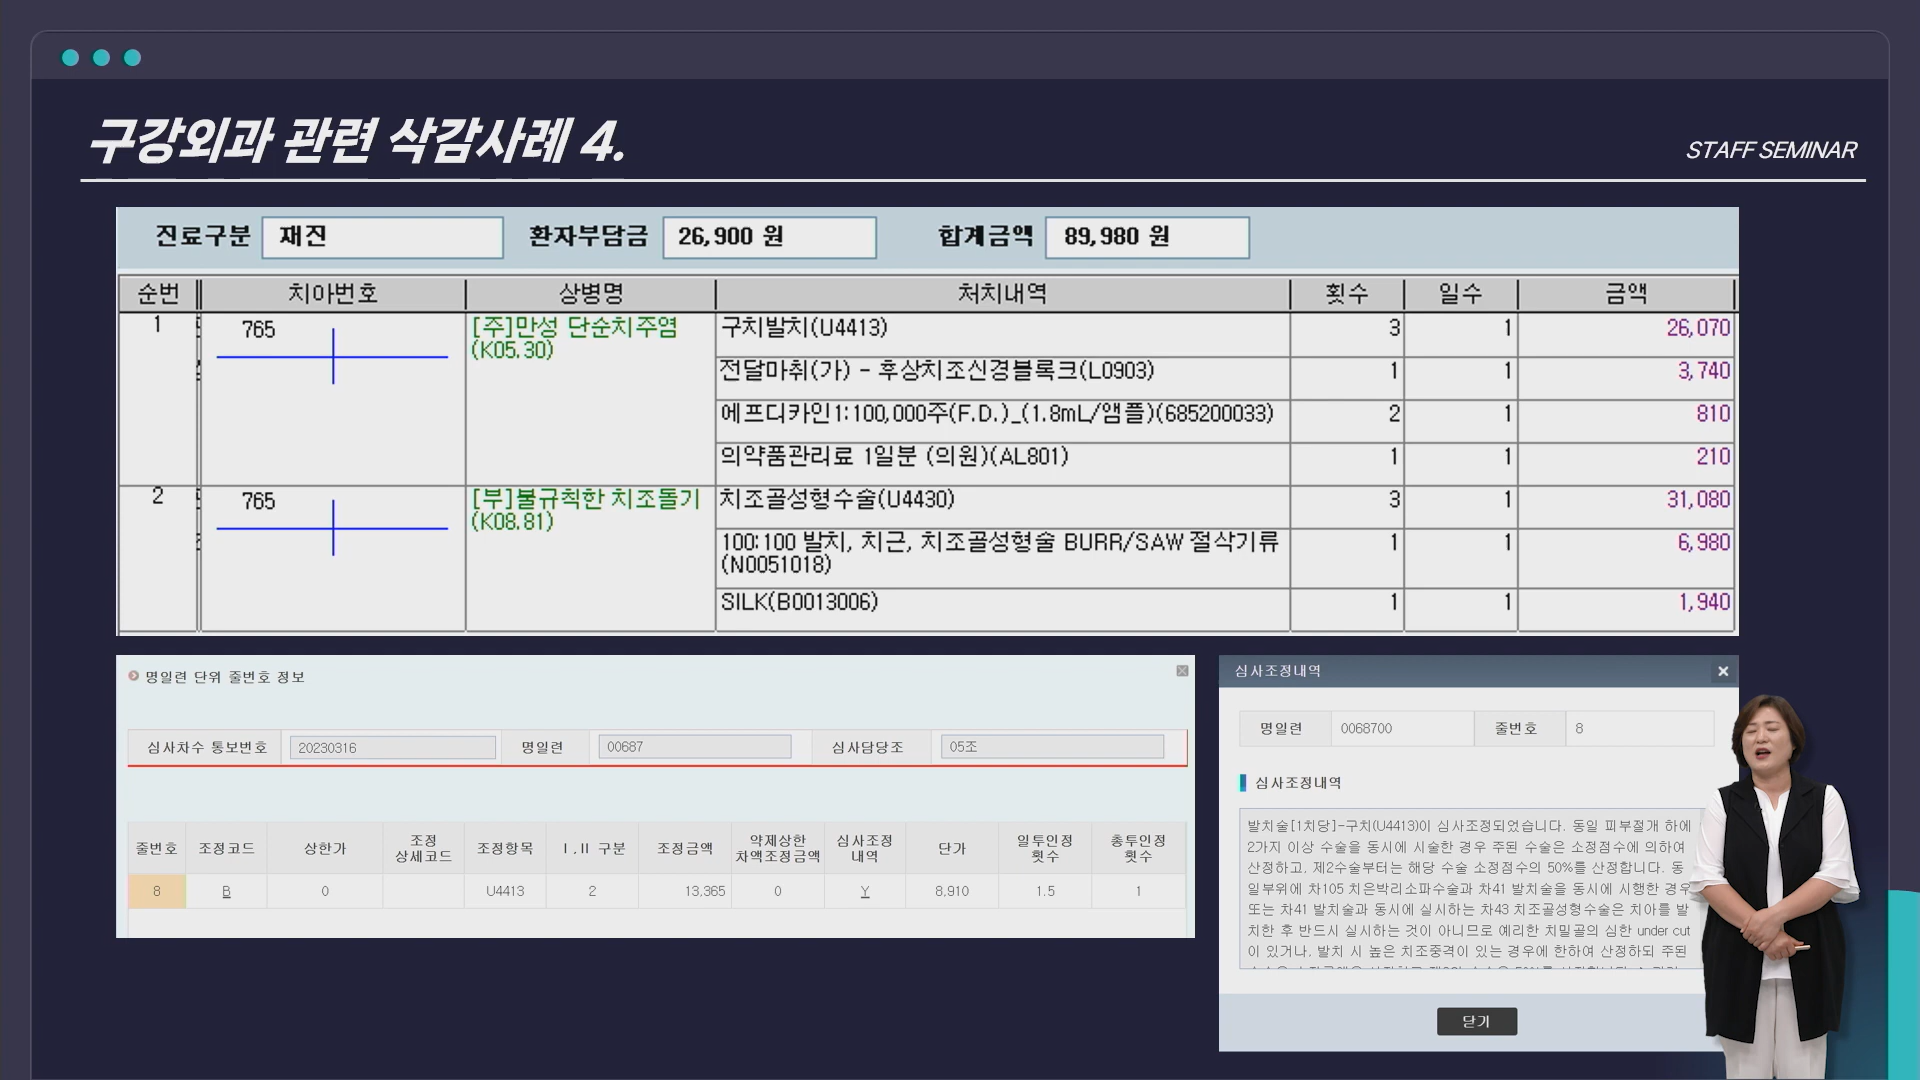 구강외과 관련 삭감사례 4.
STAFF SEMINAR
진료구분 재진 환자부담금 26,900 원 합계금액 89,980 원
순번 치아번호 상병명 처치내역 횟수 일수 금액
1 765 [주]만성 단순치주염 구치발치(U4413) 3 1 26,070
(K05.30)
전달마취(가) - 후상치조신경블록크(L0903) 1 1 3,740
에프디카인1:100,000주(F.D.)_(1.8mL/앰플)(685200033) 2 1 810
의약품관리료 1일분 (의원)(AL801) 1 1 210
2 765 [부]불규칙한 치조돌기 치조골성형수술(U4430) 3 1 31,080
(K08.81)
100:100 발치, 치근, 치조골성형술 BURR/SAW 절삭기류 1 1 6,980
(N0051018)
SILK(B0013006) 1 1 1,940
명일련 단위 줄번호 정보
심사차수 통보번호 20230316 명일련 00687 심사담당조 05조
줄번호 조정코드 상한가 조정 상세코드 조정항목 I,II 구분 조정금액 약제상한 차액조정금액 심사조정 내역 단가 일투인정 횟수 총투인정 횟수
8 B 0 U4413 2 13,365 0 Y 8,910 1.5 1
심사조정내역
명일련 0068700 줄번호 8
심사조정내역
발치술[1치당]-구치(U4413)이 심사조정되었습니다. 동일 피부절개 하에
2가지 이상 수술을 동시에 시술한 경우 주된 수술은 소정점수에 의하여
산정하고, 제2수술부터는 해당 수술 소정점수의 50%를 산정합니다. 동
일부위에 차105 치은박리소파수술과 차41 발치술을 동시에 시행한 경우
또는 차41 발치술과 동시에 실시하는 차43 치조골성형수술은 치아를 발
치한 후 반드시 실시하는 것이 아니므로 예리한 치밀골의 심한 under cut
이 있거나, 발치 시 높은 치조중격이 있는 경우에 한하여 산정하되 주된
닫기